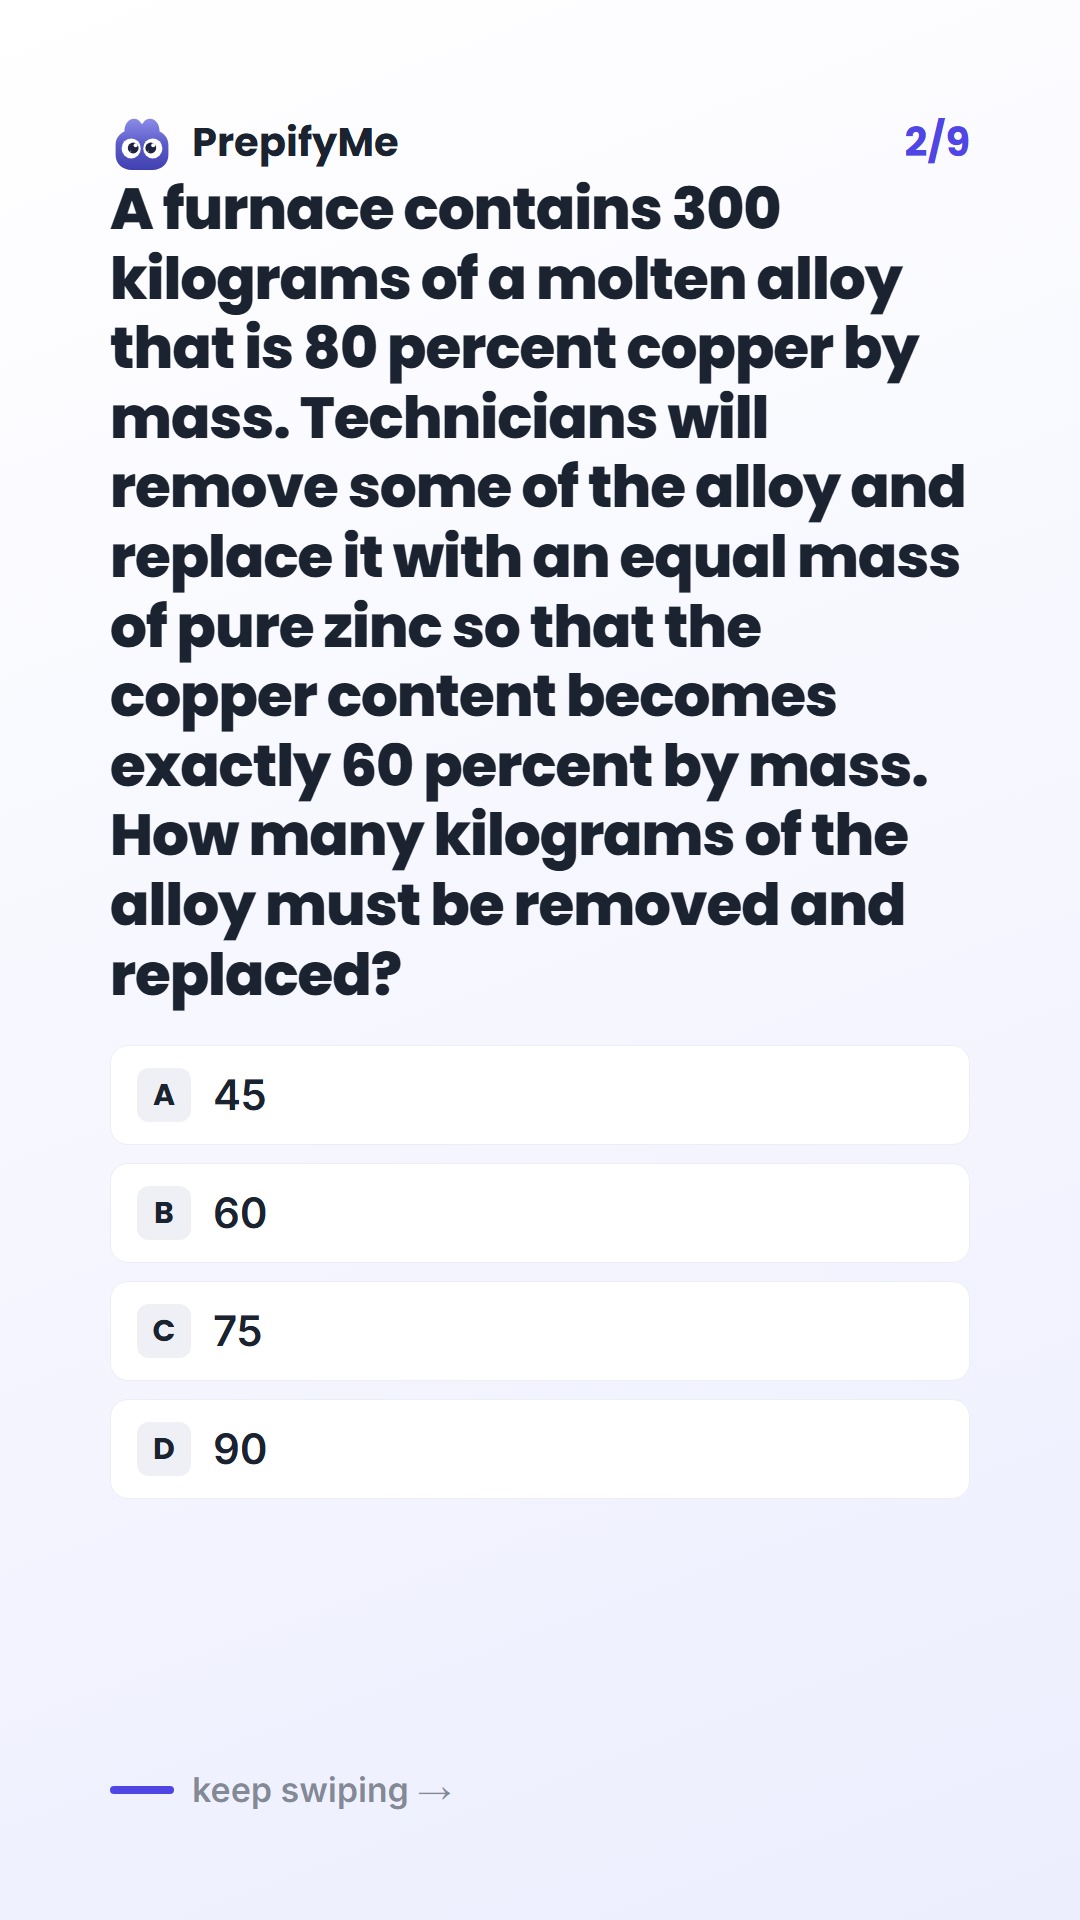 PrepifyMe
2/9
A furnace contains 300
kilograms of a molten alloy
that is 80 percent copper by
mass. Technicians will
remove some of the alloy and
replace it with an equal mass
of pure zinc so that the
copper content becomes
exactly 60 percent by mass.
How many kilograms of the
alloy must be removed and
replaced?
A 45
B 60
C 75
D 90
keep swiping →